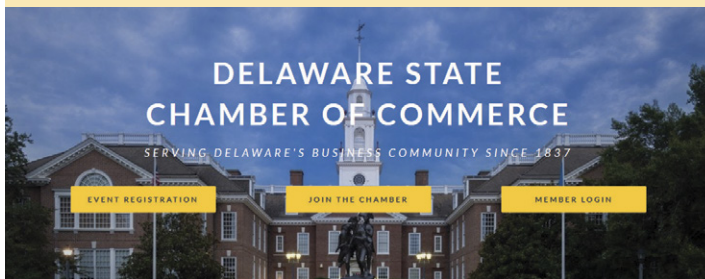 DELAWARE STATE
CHAMBER OF COMMERCE
SERVING DELAWARE'S BUSINESS COMMUNITY SINCE 1837
EVENT REGISTRATION
JOIN THE CHAMBER
MEMBER LOGIN